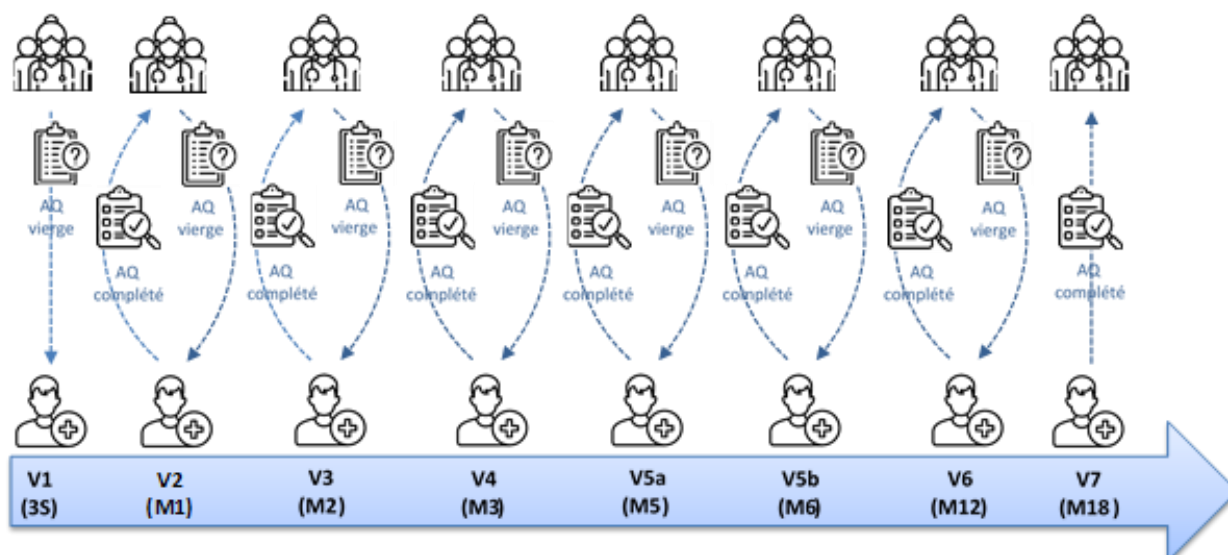 ?
AQ
vierge
AQ
complété
?
AQ
vierge
AQ
complété
?
AQ
vierge
AQ
complété
?
AQ
vierge
AQ
complété
?
AQ
vierge
AQ
complété
?
AQ
vierge
AQ
complété
?
AQ
vierge
AQ
complété
V1
(3S)
V2
(M1)
V3
(M2)
V4
(M3)
V5a
(M5)
V5b
(M6)
V6
(M12)
V7
(M18)